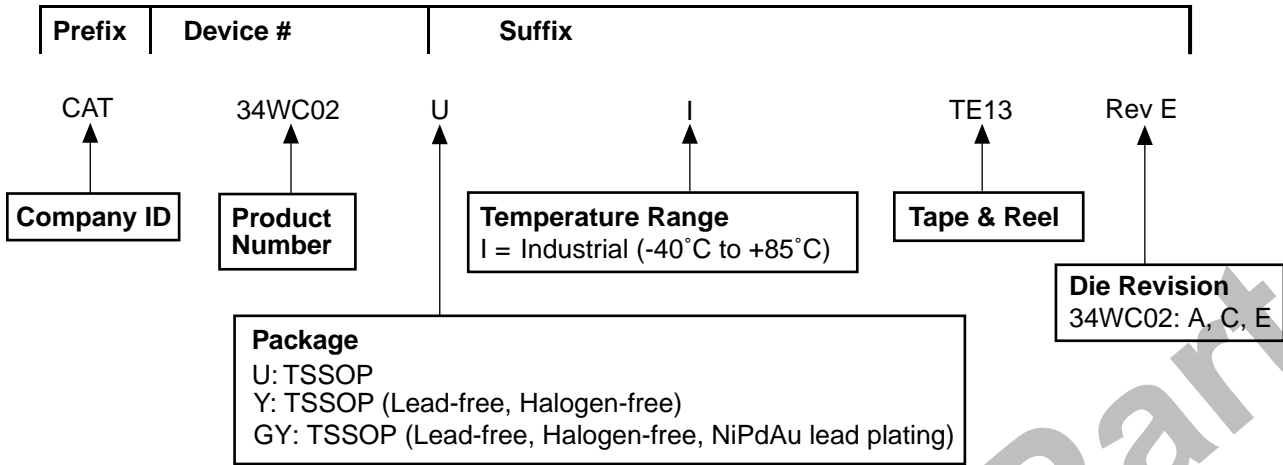 Prefix Device # Suffix
CAT 34WC02 U I TE13 Rev E
Company ID
Product
Number
Temperature Range
I = Industrial (-40˚C to +85˚C)
Tape & Reel
Die Revision
34WC02: A, C, E
Package
U: TSSOP
Y: TSSOP (Lead-free, Halogen-free)
GY: TSSOP (Lead-free, Halogen-free, NiPdAu lead plating)
Part